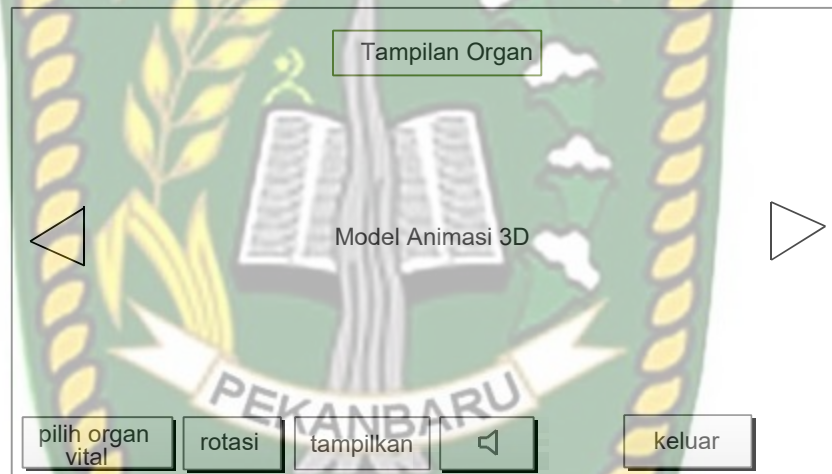 Tampilan Organ
Model Animasi 3D
PEKANBARU
pilih organ
vital
rotasi
tampilkan
keluar